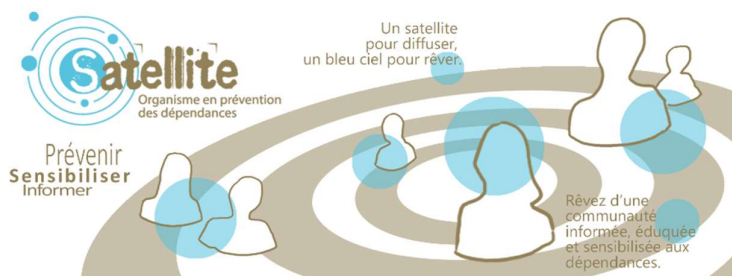 Satellite
Organisme en prévention
des dépendances
Prévenir
Sensibiliser
Informer
Un satellite
pour diffuser,
un bleu ciel pour rêver.
Rêvez d'une
communauté
informée, éduquée
et sensibilisée aux
dépendances.